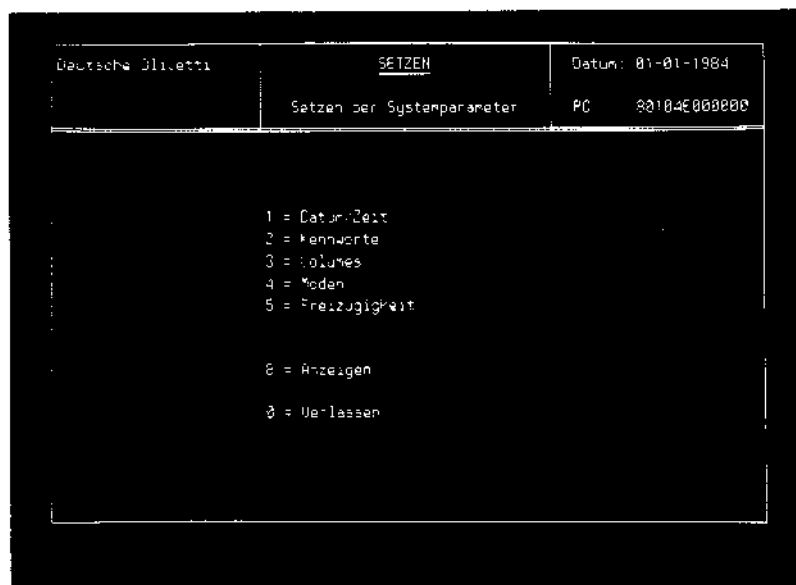 Deutsche Olivetti
SETZEN
Datum: 01-01-1984
Setzen der Systemparameter
PC 80104E000000
1 = Datum/Zeit
2 = Kennworte
3 = Volumes
4 = Moden
5 = Freizugigkeit
8 = Anzeigen
0 = Verlassen